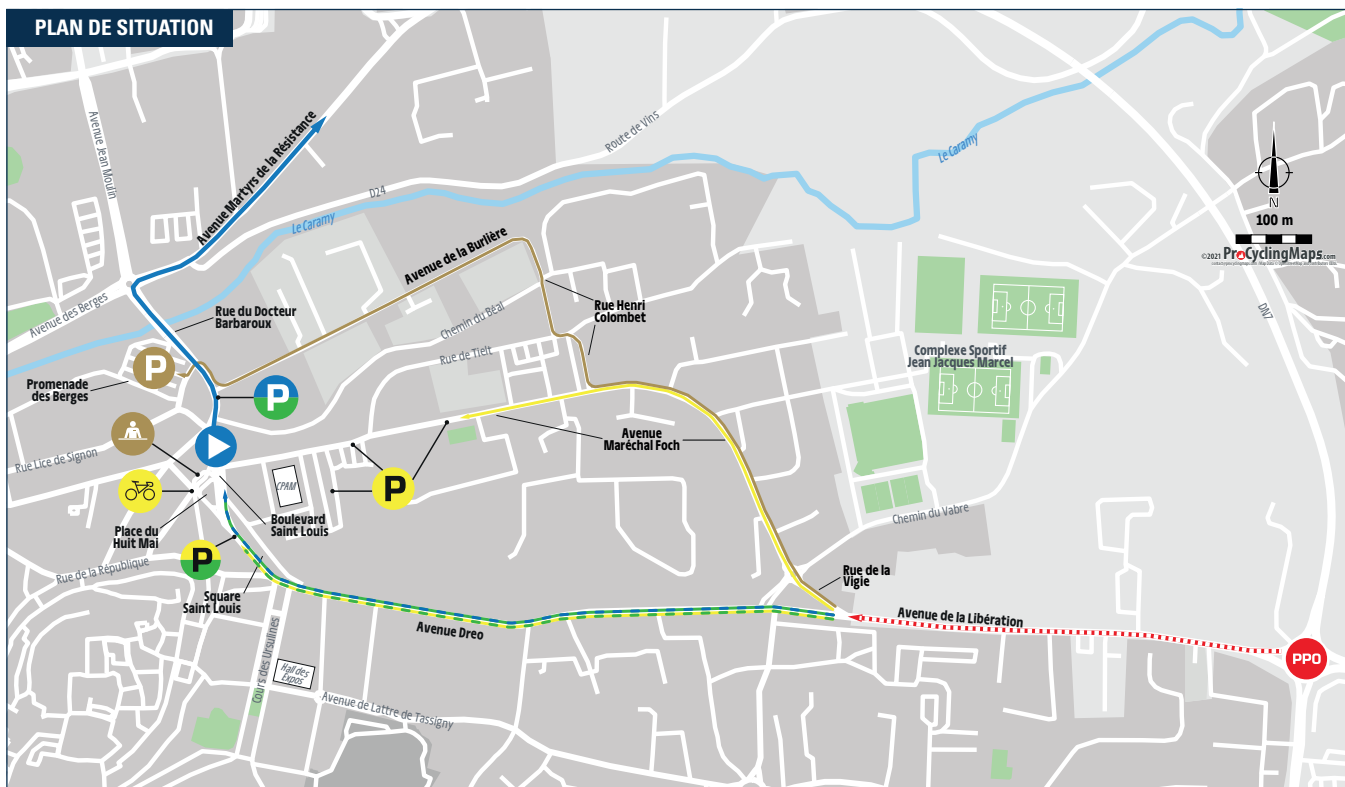 PLAN DE SITUATION
Avenue Jean Moulin
Avenue Martyrs de la Résistance
Route de Vins
D24
Le Caramy
Le Caramy
N
100 m
©2021 ProCyclingMaps.com
DN7
Avenue des Berges
Rue du Docteur
Barbaroux
Avenue de la Burlière
Rue Henri
Colombet
Chemin du Béal
Rue de Tielt
Complexe Sportif
Jean Jacques Marcel
P
Promenade
des Berges
P
Avenue
Maréchal Foch
Rue Lice de Signon
CPAM
P
Boulevard
Saint Louis
Place du
Huit Mai
P
Chemin du Vabre
Rue de la République
Square
Saint Louis
Rue de la
Vigie
Avenue de la Libération
Avenue Dreo
PPO
Cours des Ursulines
Hall des
Expos
Avenue de Lattre de Tassigny